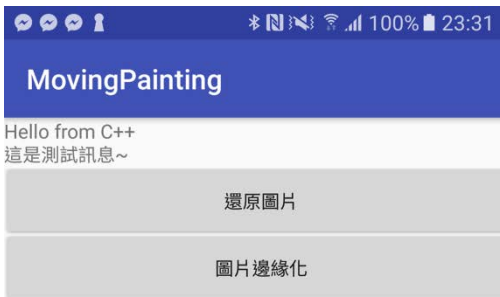 100% 23:31
MovingPainting
Hello from C++
這是測試訊息~
還原圖片
圖片邊緣化